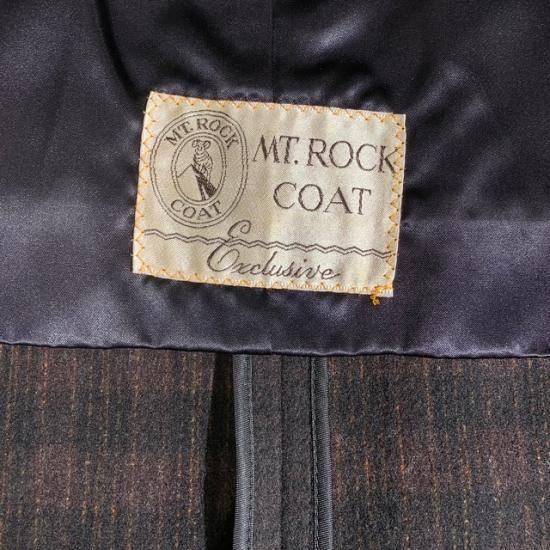 MT. ROCK
COAT
MT. ROCK
COAT
Exclusive